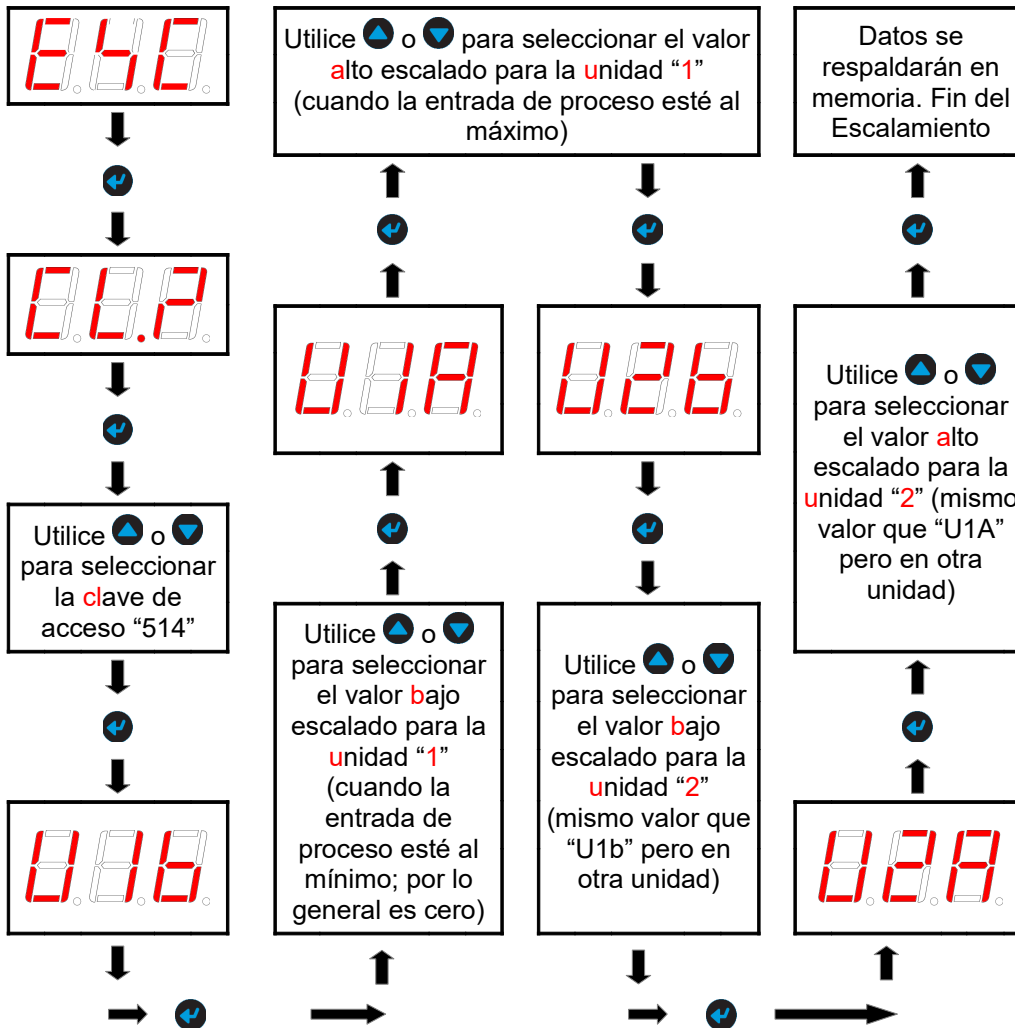 ESC
CL.?
Utilice o
para seleccionar
la clave de
acceso “514”
U1b
Utilice o
para seleccionar
el valor bajo
escalado para la
unidad “1”
(cuando la
entrada de
proceso esté al
mínimo; por lo
general es cero)
U1A
Utilice o para seleccionar el valor
alto escalado para la unidad “1”
(cuando la entrada de proceso esté al
máximo)
U2b
Utilice o
para seleccionar
el valor bajo
escalado para la
unidad “2”
(mismo valor que
“U1b” pero en
otra unidad)
U2A
Utilice o
para seleccionar
el valor alto
escalado para la
unidad “2” (mismo
valor que “U1A”
pero en otra
unidad)
Datos se
respaldarán en
memoria. Fin del
Escalamiento